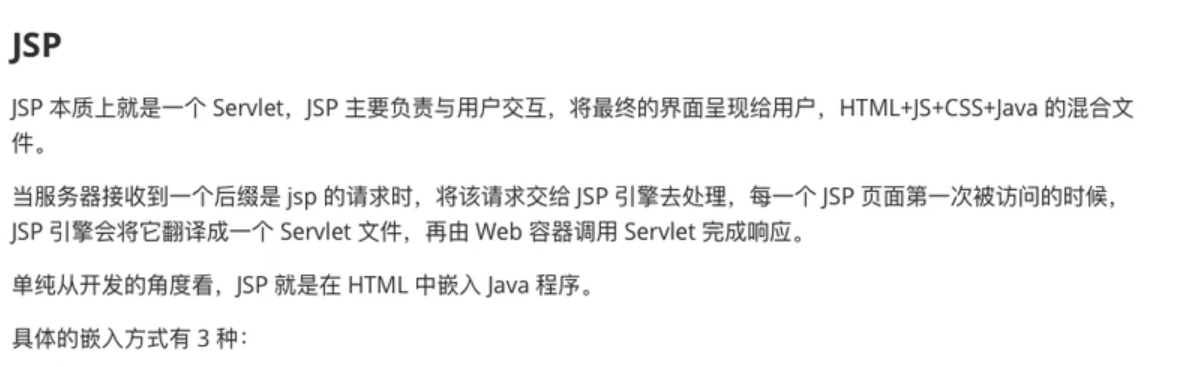 JSP
JSP 本质上就是一个 Servlet，JSP 主要负责与用户交互，将最终的界面呈现给用户，HTML+JS+CSS+Java 的混合文
件。
当服务器接收到一个后缀是 jsp 的请求时，将该请求交给 JSP 引擎去处理，每一个 JSP 页面第一次被访问的时候，
JSP 引擎会将它翻译成一个 Servlet 文件，再由 Web 容器调用 Servlet 完成响应。
单纯从开发的角度看，JSP 就是在 HTML 中嵌入 Java 程序。
具体的嵌入方式有 3 种：